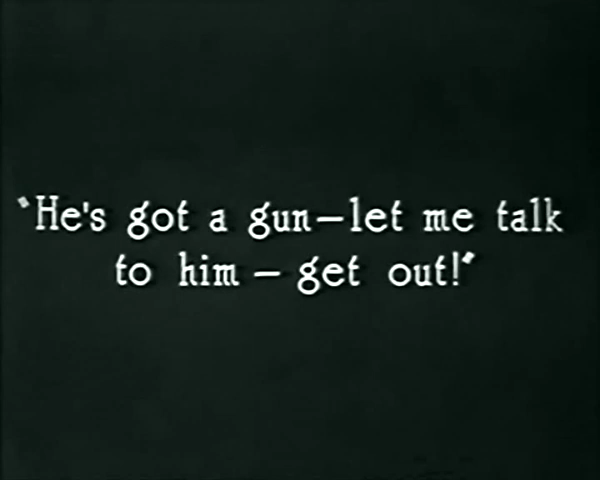 "He's got a gun—let me talk
to him — get out!"